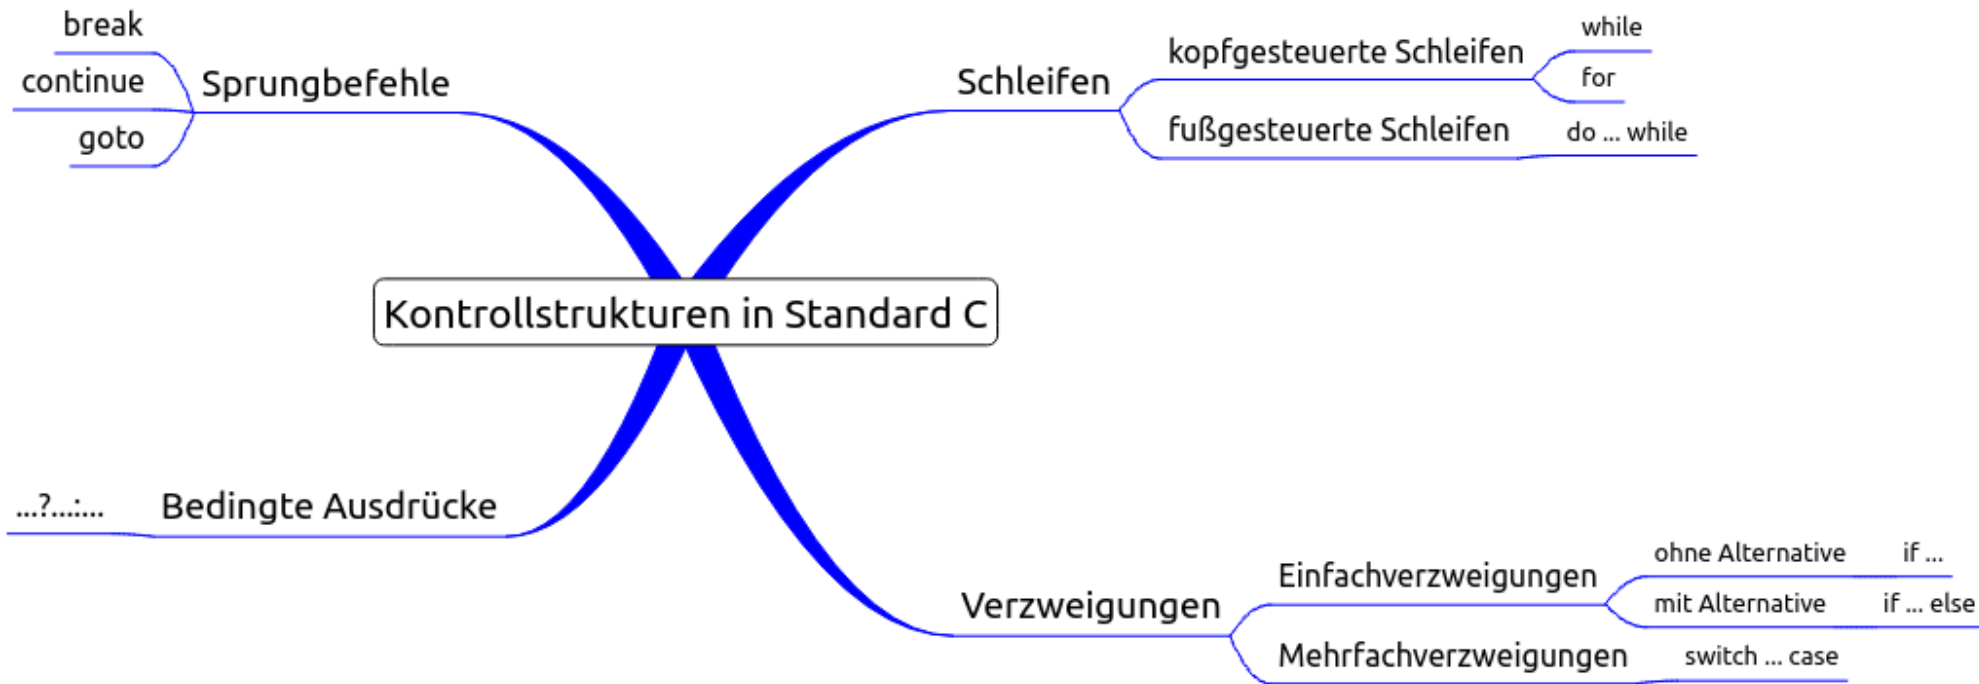 Kontrollstrukturen in Standard C
Sprungbefehle
break
continue
goto
Bedingte Ausdrücke
...?...:...
Schleifen
kopfgesteuerte Schleifen
while
for
fußgesteuerte Schleifen
do ... while
Verzweigungen
Einfachverzweigungen
ohne Alternative
if ...
mit Alternative
if ... else
Mehrfachverzweigungen
switch ... case